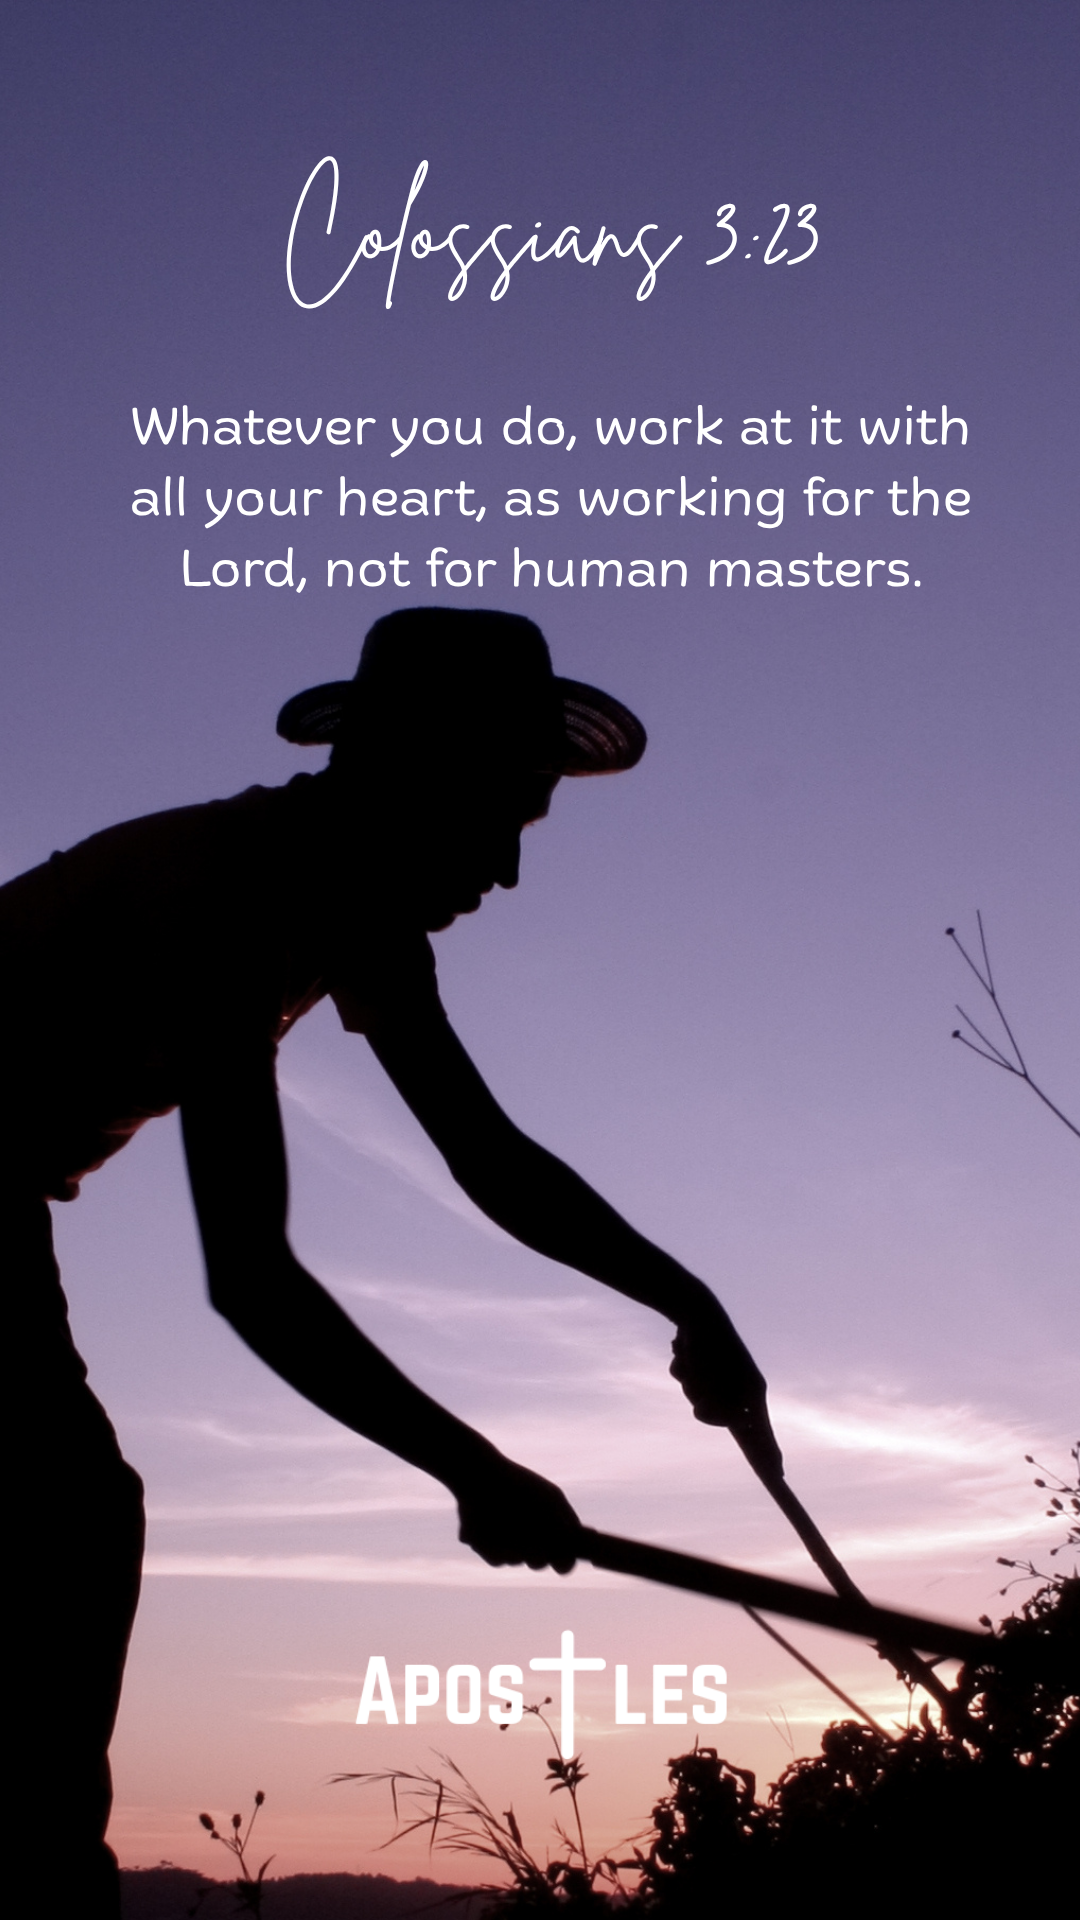 Colossians 3:23
Whatever you do, work at it with
all your heart, as working for the
Lord, not for human masters.
APOSTLES